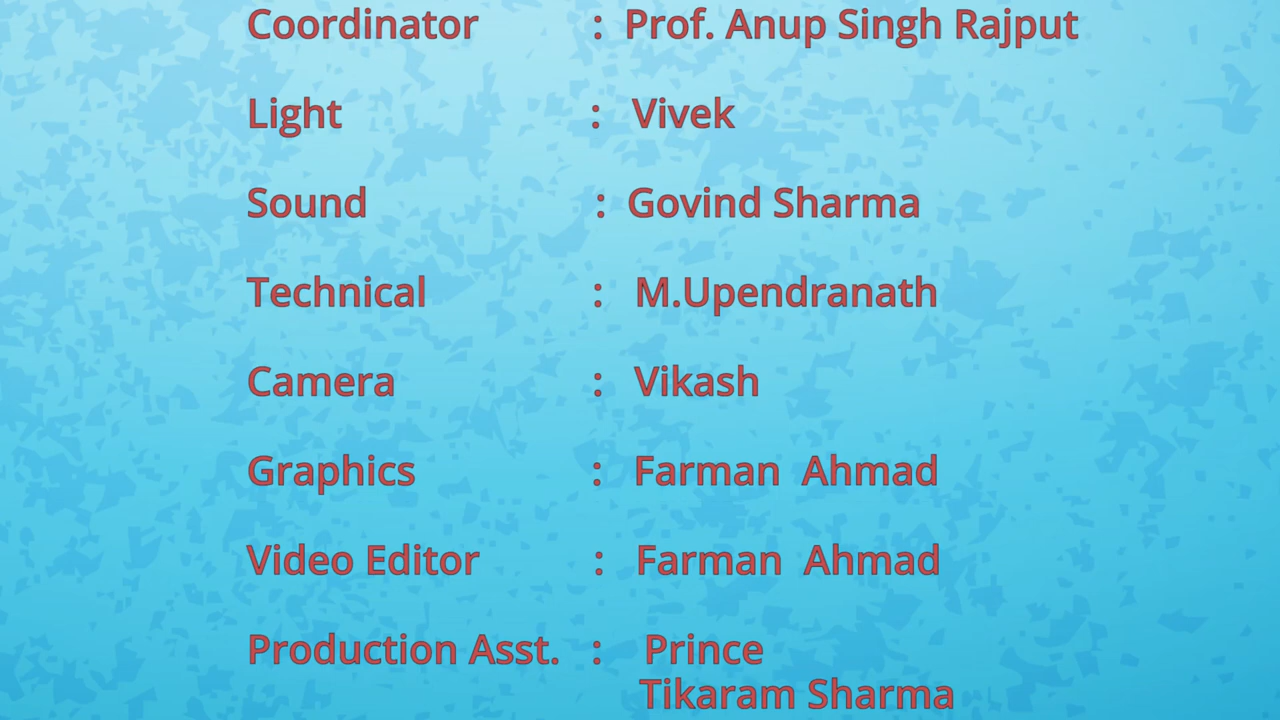 Coordinator : Prof. Anup Singh Rajput
Light : Vivek
Sound : Govind Sharma
Technical : M.Upendranath
Camera : Vikash
Graphics : Farman Ahmad
Video Editor : Farman Ahmad
Production Asst. : Prince
Tikaram Sharma